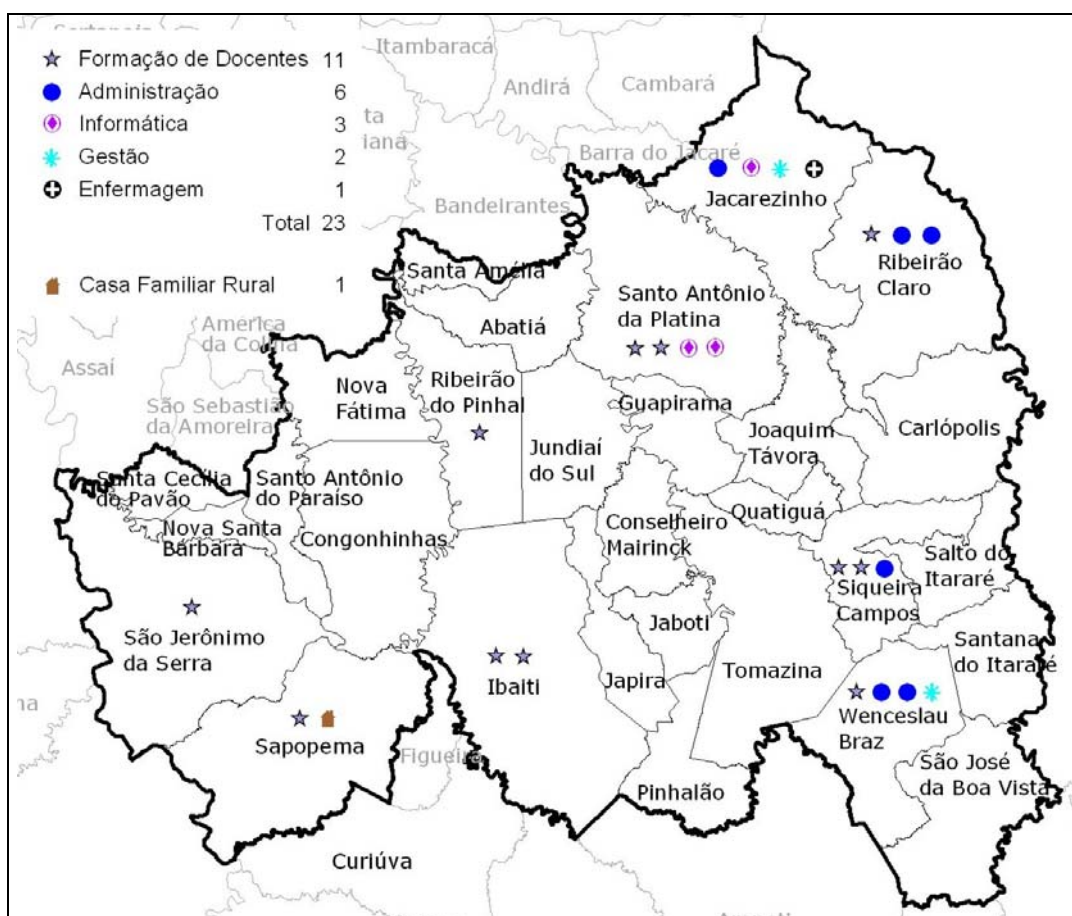 Formação de Docentes 11
Administração 6
Informática 3
Gestão 2
Enfermagem 1
Total 23
Casa Familiar Rural 1
Itambaracá
Andirá
Cambará
Barra do Jacaré
Bandeirantes
Jacarezinho
Ribeirão
Claro
Santa Amélia
Abatiá
Santo Antônio
da Platina
América
da Colina
Assaí
São Sebastião
da Amoreira
Nova
Fátima
Ribeirão
do Pinhal
Guapirama
Jundiaí
do Sul
Joaquim
Távora
Carlópolis
Santa Cecília
do Pavão
Santo Antônio
do Paraíso
Nova Santa
Bárbara
Congonhinhas
Conselheiro
Mairinck
Quatiguá
Salto do
Itararé
Siqueira
Campos
São Jerônimo
da Serra
Jaboti
Santana
do Itararé
Ibaiti
Japira
Tomazina
Sapopema
Figueira
Wenceslau
Braz
Pinhalão
São José
da Boa Vista
Curiúva